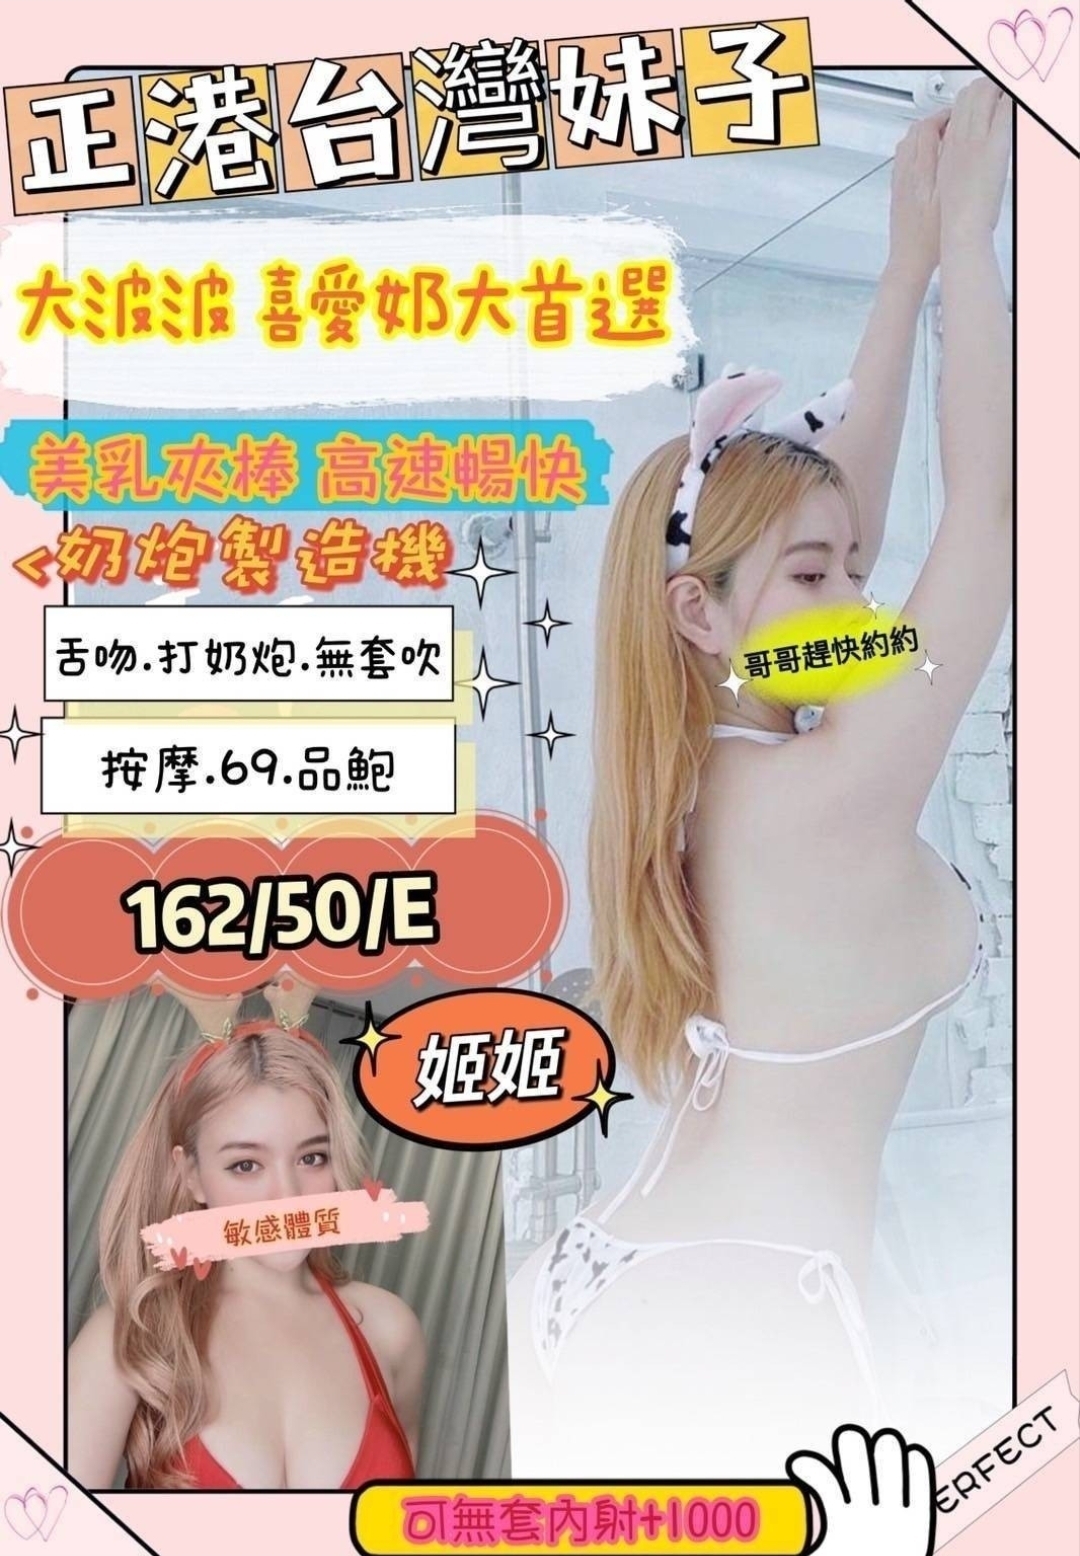 正港台灣妹子
大波波 喜愛奶大首選
美乳夾棒 高速暢快
<奶炮製造機
舌吻.打奶炮.無套吹
哥哥趕快約約
按摩.69.品鮑
162/50/E
姬姬
敏感體質
ERFECT
可無套內射+1000